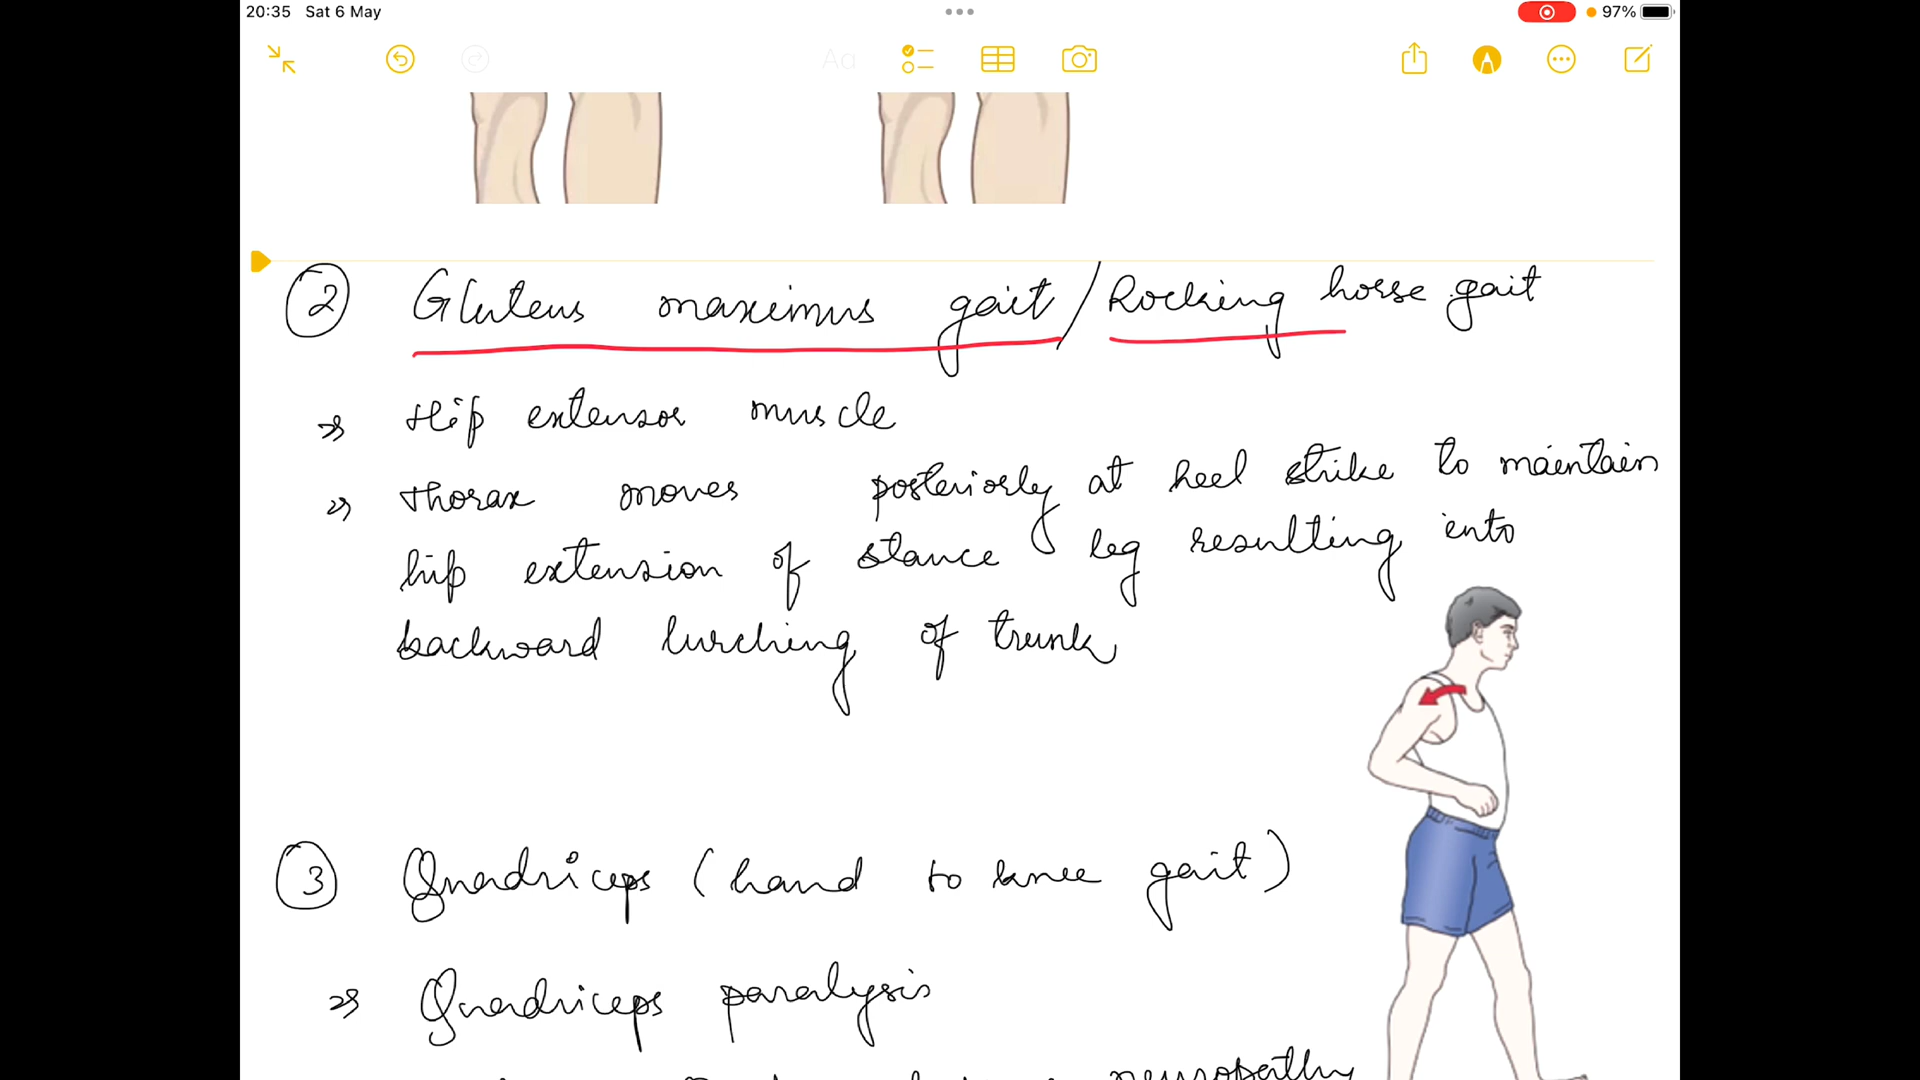 20:35 Sat 6 May
97%
Aa
2 Gluteus maximus gait / Rocking horse gait
⇒ Hip extensor muscle
⇒ Thorax moves posteriorly at heel strike to maintain
hip extension of stance leg resulting into
backward lurching of trunk
3 Quadriceps (hand to knee gait)
⇒ Quadriceps paralysis
neuropathy